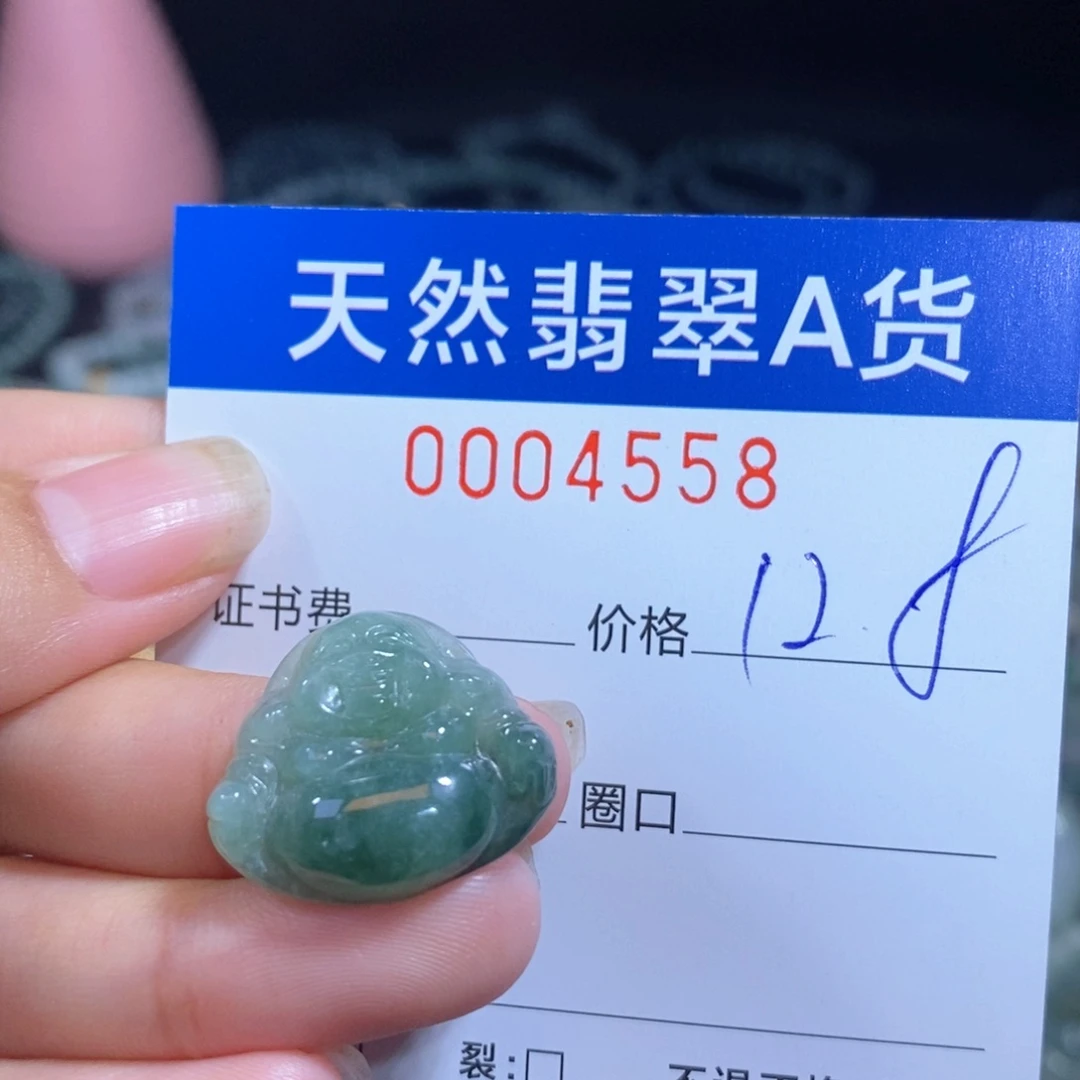 天然翡翠A货
0004558
证书费 价格 128
圈口
裂:□